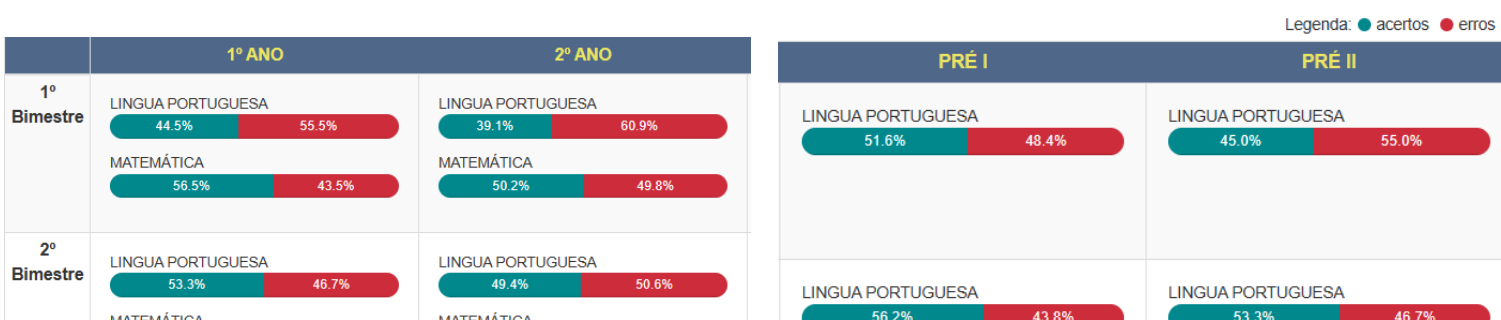 Legenda: acertos erros
1º ANO 2º ANO
1º Bimestre
LINGUA PORTUGUESA LINGUA PORTUGUESA
44.5% 55.5% 39.1% 60.9%
MATEMÁTICA MATEMÁTICA
56.5% 43.5% 50.2% 49.8%
2º Bimestre
LINGUA PORTUGUESA LINGUA PORTUGUESA
53.3% 46.7% 49.4% 50.6%
MATEMÁTICA MATEMÁTICA
PRÉ I PRÉ II
LINGUA PORTUGUESA LINGUA PORTUGUESA
51.6% 48.4% 45.0% 55.0%
LINGUA PORTUGUESA LINGUA PORTUGUESA
56.2% 43.8% 53.3% 46.7%